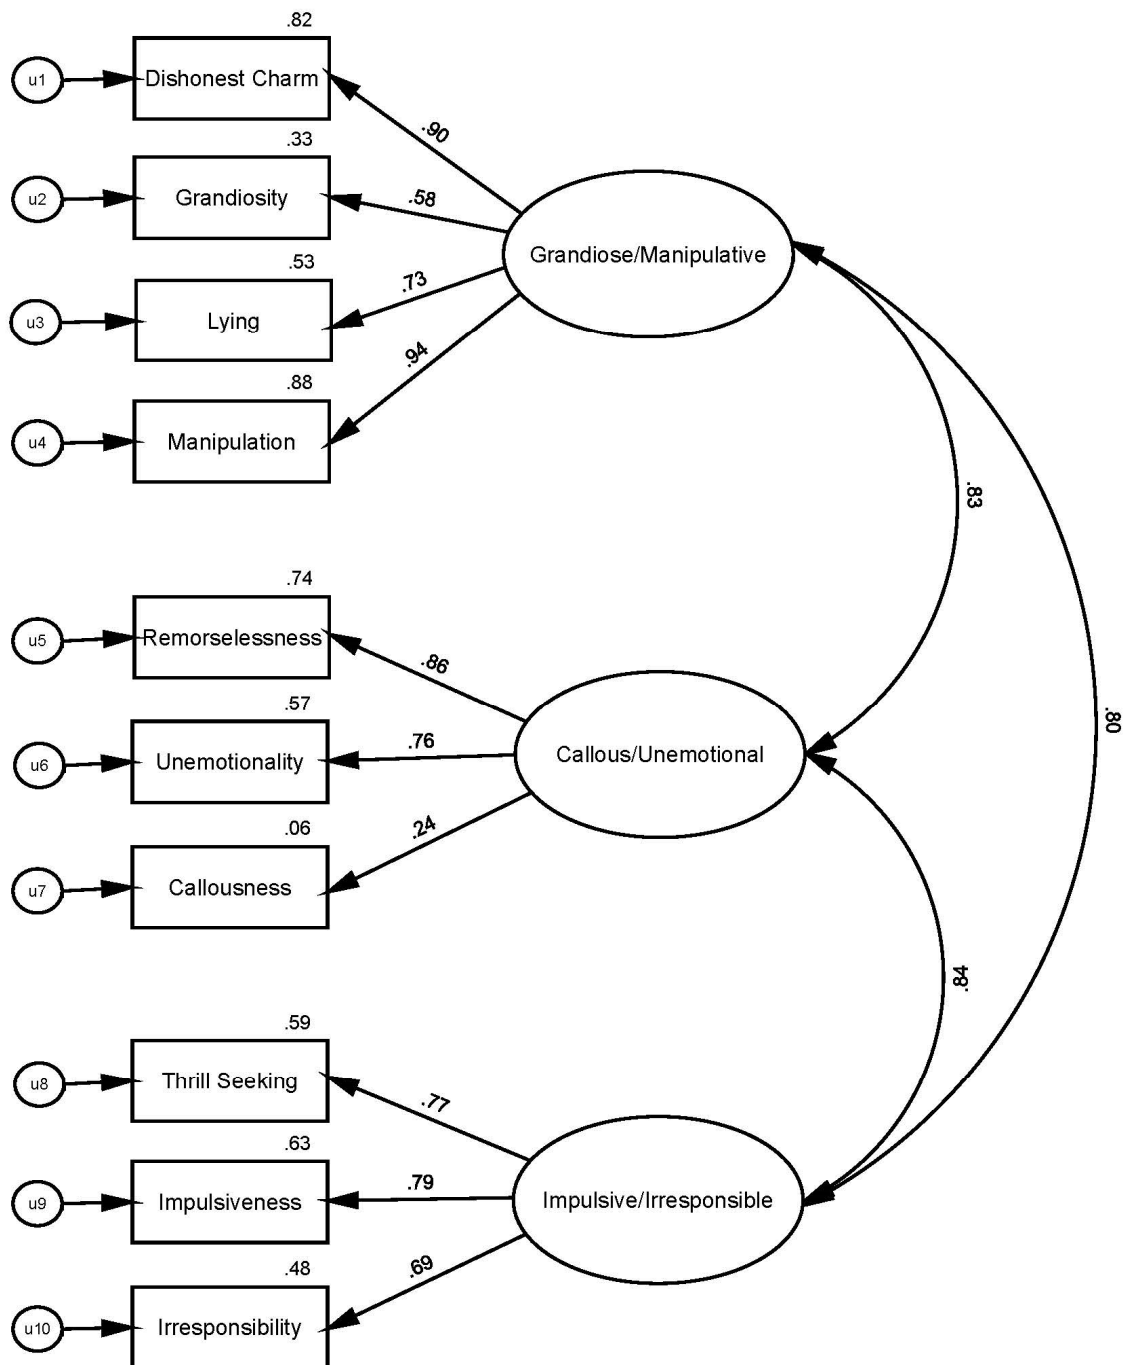 .82
u1
Dishonest Charm
.90
.33
u2
Grandiosity
.58
Grandiose/Manipulative
.53
u3
Lying
.73
.94
.88
u4
Manipulation
.83
.74
u5
Remorselessness
.86
.80
.57
u6
Unemotionality
.76
Callous/Unemotional
.06
u7
Callousness
.24
.84
.59
u8
Thrill Seeking
.77
.63
u9
Impulsiveness
.79
Impulsive/Irresponsible
.48
.69
u10
Irresponsibility